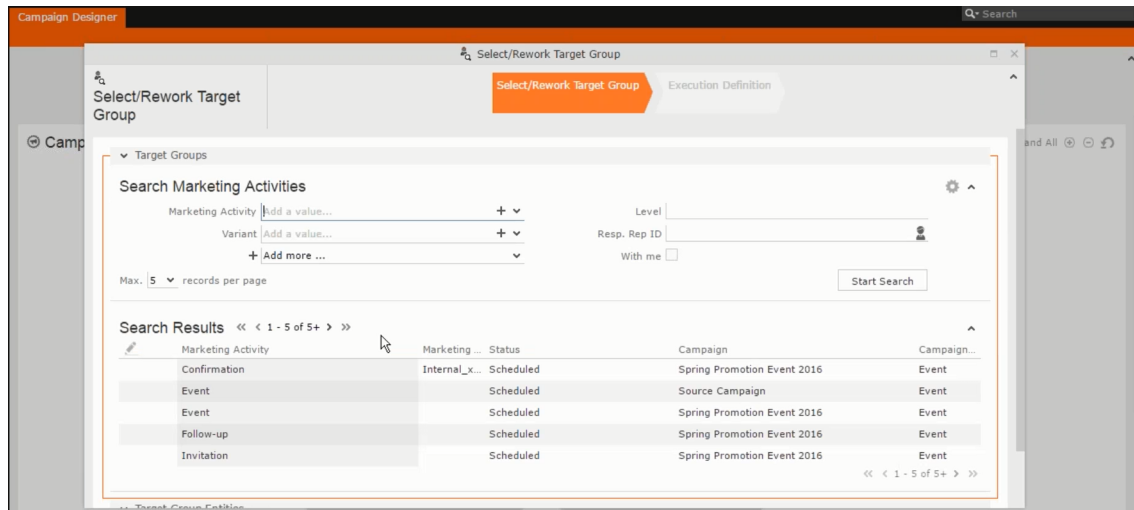 Campaign Designer
Search
Select/Rework Target Group
Select/Rework Target
Group
Select/Rework Target Group
Execution Definition
Camp
and All
Target Groups
Search Marketing Activities
Marketing Activity Add a value...
Level
Variant Add a value...
Resp. Rep ID
+ Add more ...
With me
Max. 5 records per page
Start Search
Search Results « < 1 - 5 of 5+ > »
Marketing Activity Marketing ... Status Campaign Campaign...
Confirmation Internal_x... Scheduled Spring Promotion Event 2016 Event
Event Scheduled Source Campaign Event
Event Scheduled Spring Promotion Event 2016 Event
Follow-up Scheduled Spring Promotion Event 2016 Event
Invitation Scheduled Spring Promotion Event 2016 Event
« < 1 - 5 of 5+ > »
Target Group Entities